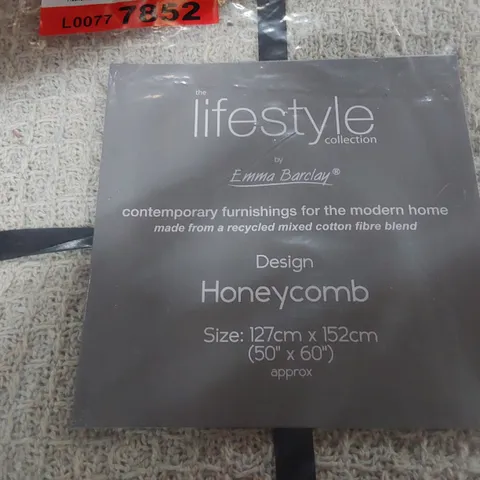 L0077 7852
the
lifestyle
collection
by
Emma Barclay®
contemporary furnishings for the modern home
made from a recycled mixed cotton fibre blend
Design
Honeycomb
Size: 127cm x 152cm
(50" x 60")
approx